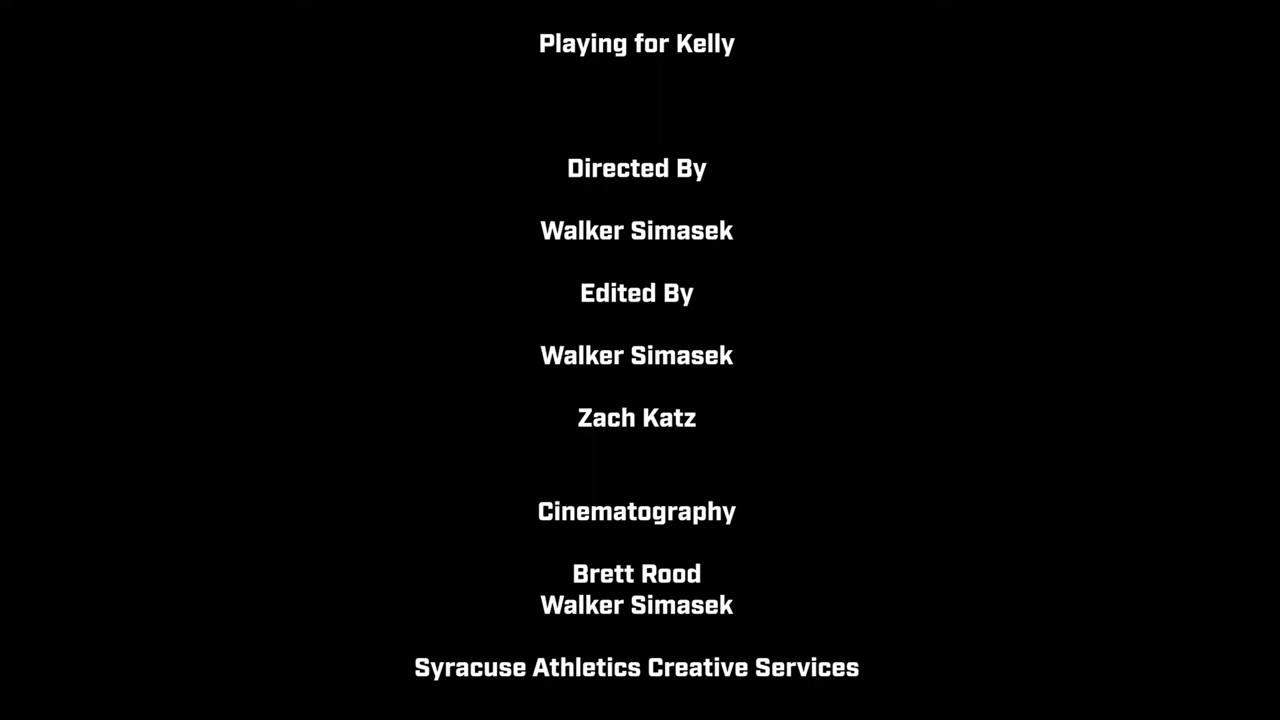 Playing for Kelly
Directed By
Walker Simasek
Edited By
Walker Simasek
Zach Katz
Cinematography
Brett Rood
Walker Simasek
Syracuse Athletics Creative Services